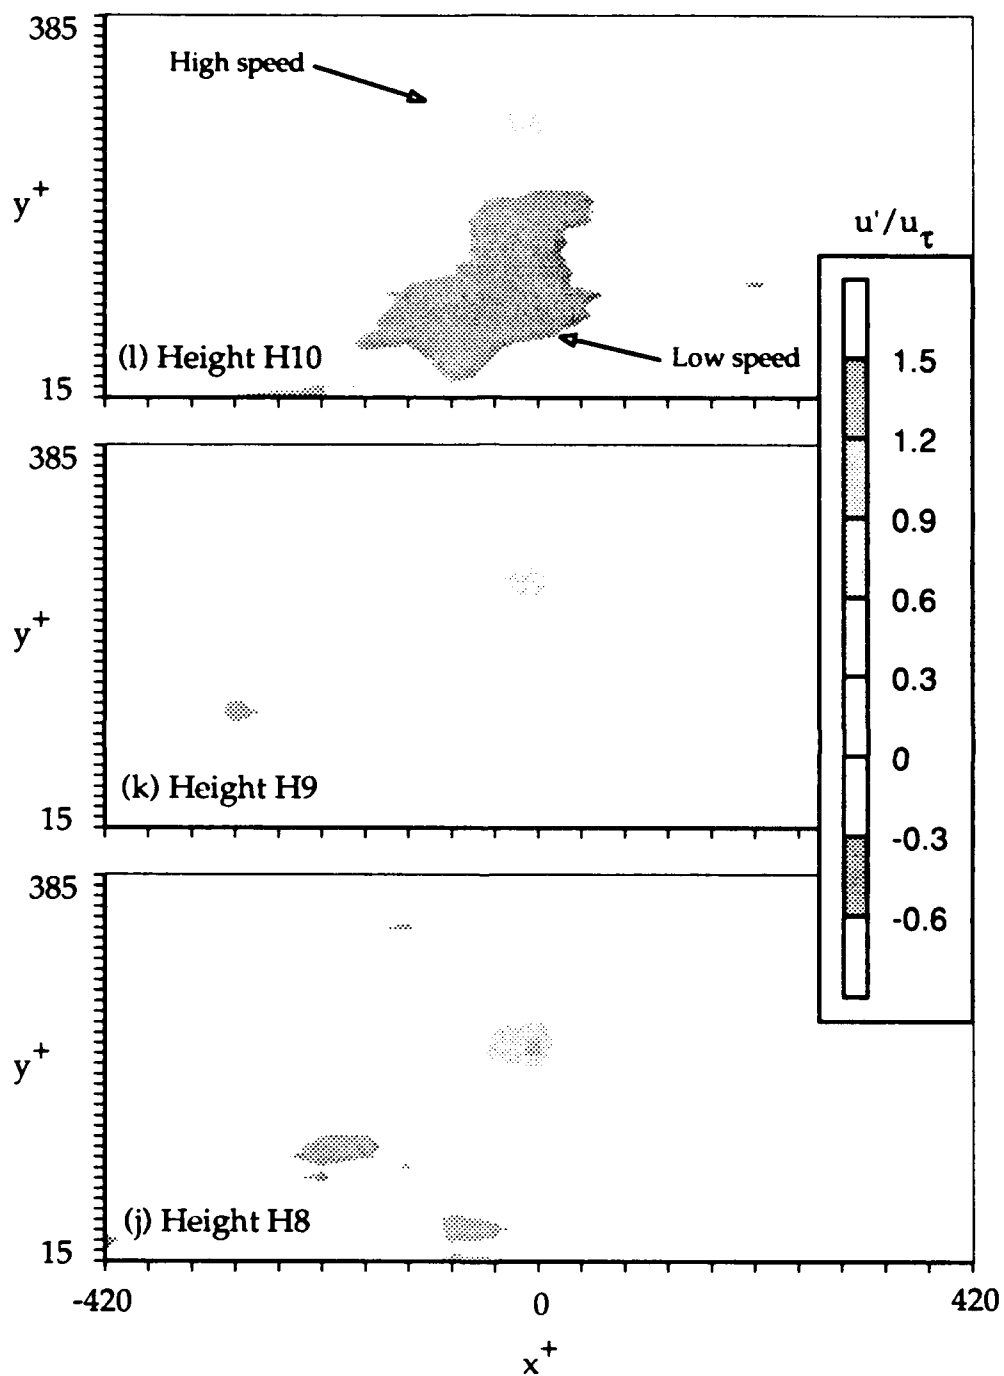 385
High speed
y+
u'/uτ
(l) Height H10
Low speed
15
1.5
1.2
385
0.9
0.6
y+
0.3
0
(k) Height H9
15
-0.3
385
-0.6
y+
(j) Height H8
15
-420
0
420
x+